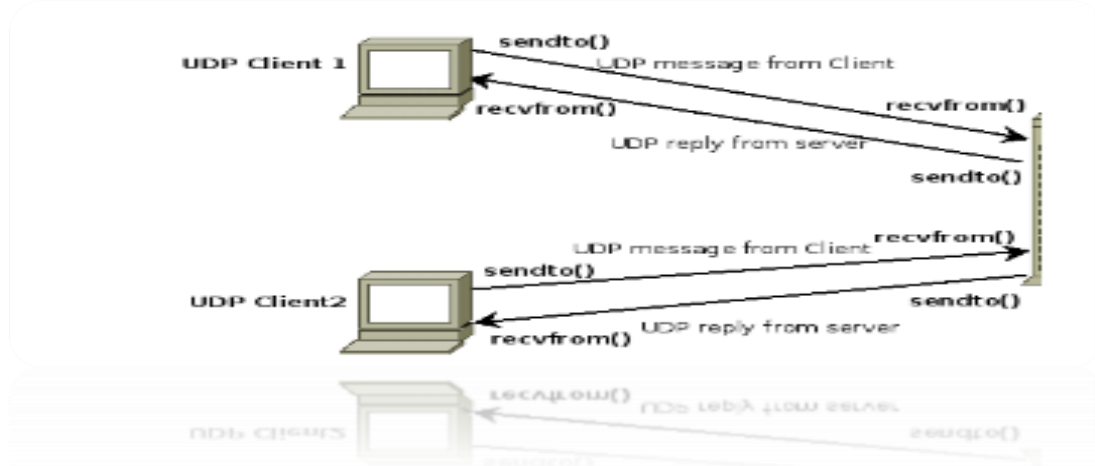 sendto()
UDP Client 1
UDP message from Client
recvfrom()
recvfrom()
UDP reply from server
sendto()
recvfrom()
UDP message from Client
sendto()
UDP Client2
sendto()
UDP reply from server
recvfrom()